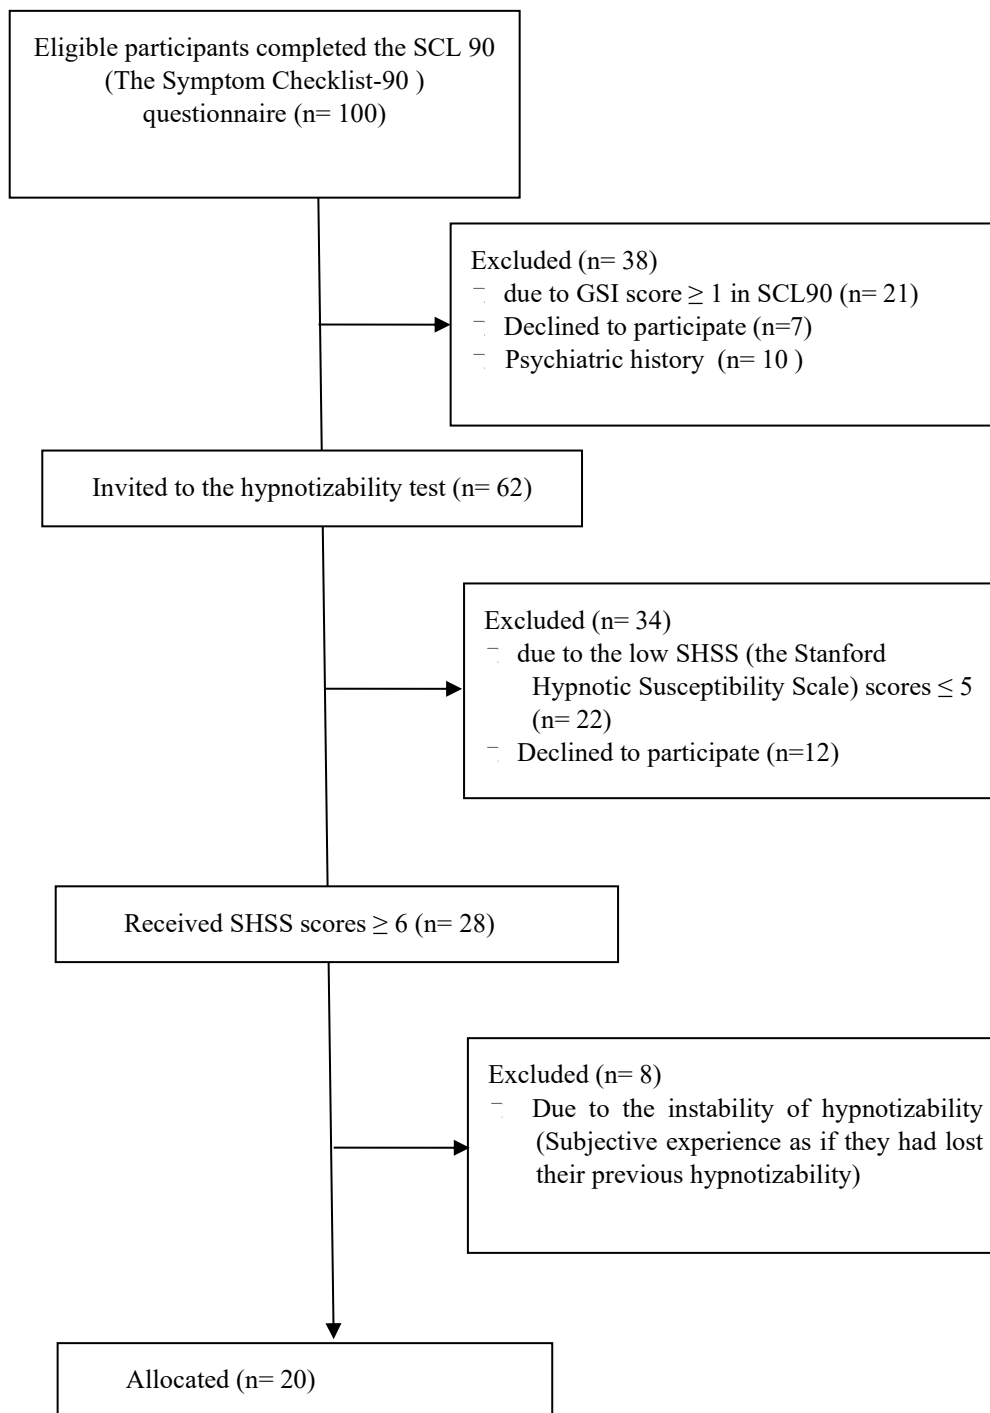 Eligible participants completed the SCL 90
(The Symptom Checklist-90 )
questionnaire (n= 100)
Excluded (n= 38)
due to GSI score ≥ 1 in SCL90 (n= 21)
Declined to participate (n=7)
Psychiatric history (n= 10 )
Invited to the hypnotizability test (n= 62)
Excluded (n= 34)
due to the low SHSS (the Stanford
Hypnotic Susceptibility Scale) scores ≤ 5
(n= 22)
Declined to participate (n=12)
Received SHSS scores ≥ 6 (n= 28)
Excluded (n= 8)
Due to the instability of hypnotizability
(Subjective experience as if they had lost
their previous hypnotizability)
Allocated (n= 20)